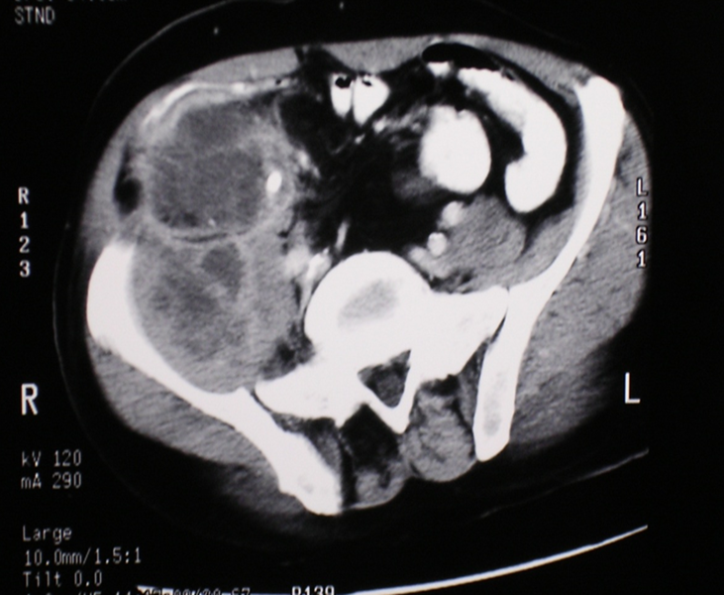 STND
R
1
2
3
L
1
6
1
R
L
kV 120
mA 290
Large
10.0mm/1.5:1
Tilt 0.0
P139